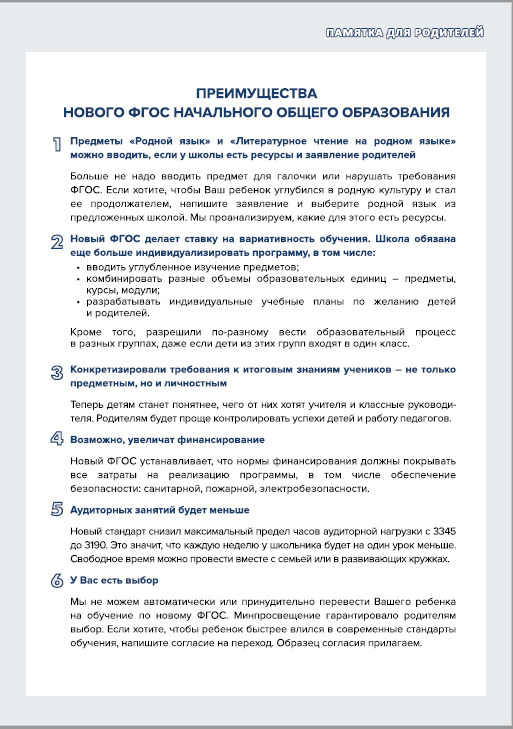 ПАМЯТКА ДЛЯ РОДИТЕЛЕЙ
ПРЕИМУЩЕСТВА
НОВОГО ФГОС НАЧАЛЬНОГО ОБЩЕГО ОБРАЗОВАНИЯ
1 Предметы «Родной язык» и «Литературное чтение на родном языке»
можно вводить, если у школы есть ресурсы и заявление родителей
Больше не надо вводить предмет для галочки или нарушать требования
ФГОС. Если хотите, чтобы Ваш ребенок углубился в родную культуру и стал
ее продолжателем, напишите заявление и выберите родной язык из
предложенных школой. Мы проанализируем, какие для этого есть ресурсы.
2 Новый ФГОС делает ставку на вариативность обучения. Школа обязана
еще больше индивидуализировать программу, в том числе:
• вводить углубленное изучение предметов;
• комбинировать разные объемы образовательных единиц – предметы,
курсы, модули;
• разрабатывать индивидуальные учебные планы по желанию детей
и родителей.
Кроме того, разрешили по-разному вести образовательный процесс
в разных группах, даже если дети из этих групп входят в один класс.
3 Конкретизировали требования к итоговым знаниям учеников – не только
предметным, но и личностным
Теперь детям станет понятнее, чего от них хотят учителя и классные руководи-
теля. Родителям будет проще контролировать успехи детей и работу педагогов.
4 Возможно, увеличат финансирование
Новый ФГОС устанавливает, что нормы финансирования должны покрывать
все затраты на реализацию программы, в том числе обеспечение
безопасности: санитарной, пожарной, электробезопасности.
5 Аудиторных занятий будет меньше
Новый стандарт снизил максимальный предел часов аудиторной нагрузки с 3345
до 3190. Это значит, что каждую неделю у школьника будет на один урок меньше.
Свободное время можно провести вместе с семьей или в развивающих кружках.
6 У Вас есть выбор
Мы не можем автоматически или принудительно перевести Вашего ребенка
на обучение по новому ФГОС. Минпросвещение гарантировало родителям
выбор. Если хотите, чтобы ребенок быстрее влился в современные стандарты
обучения, напишите согласие на переход. Образец согласия прилагаем.